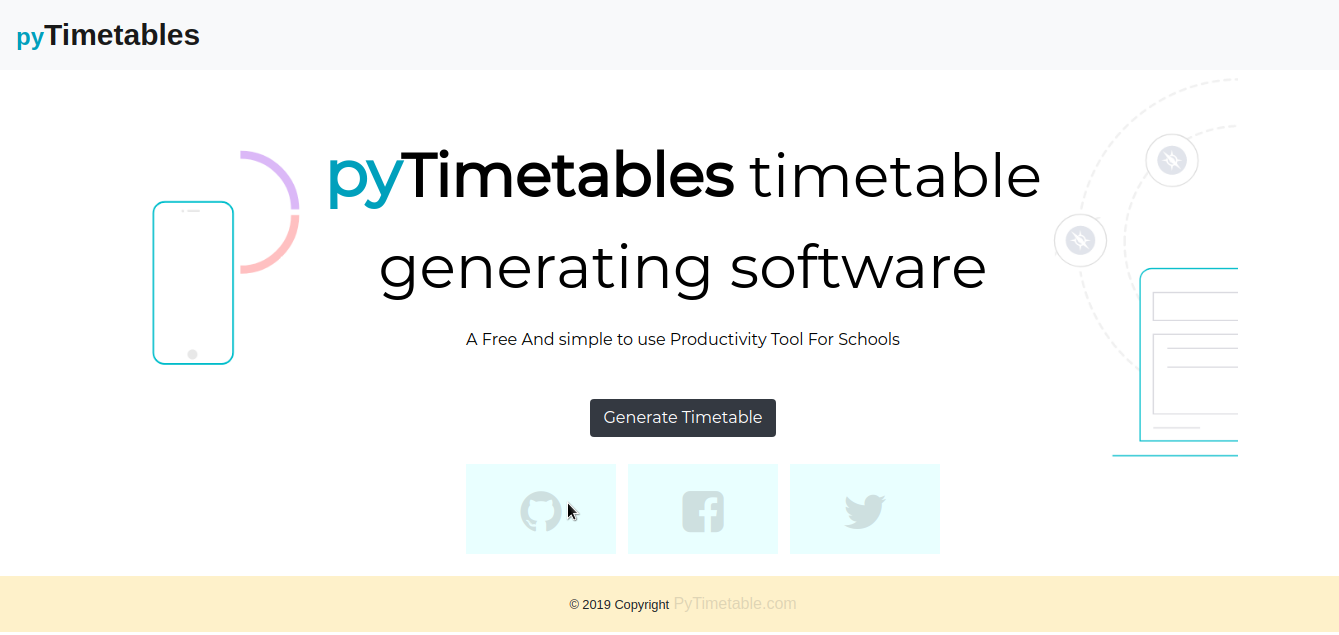 pyTimetables
pyTimetables timetable
generating software
A Free And simple to use Productivity Tool For Schools
Generate Timetable
© 2019 Copyright PyTimetable.com